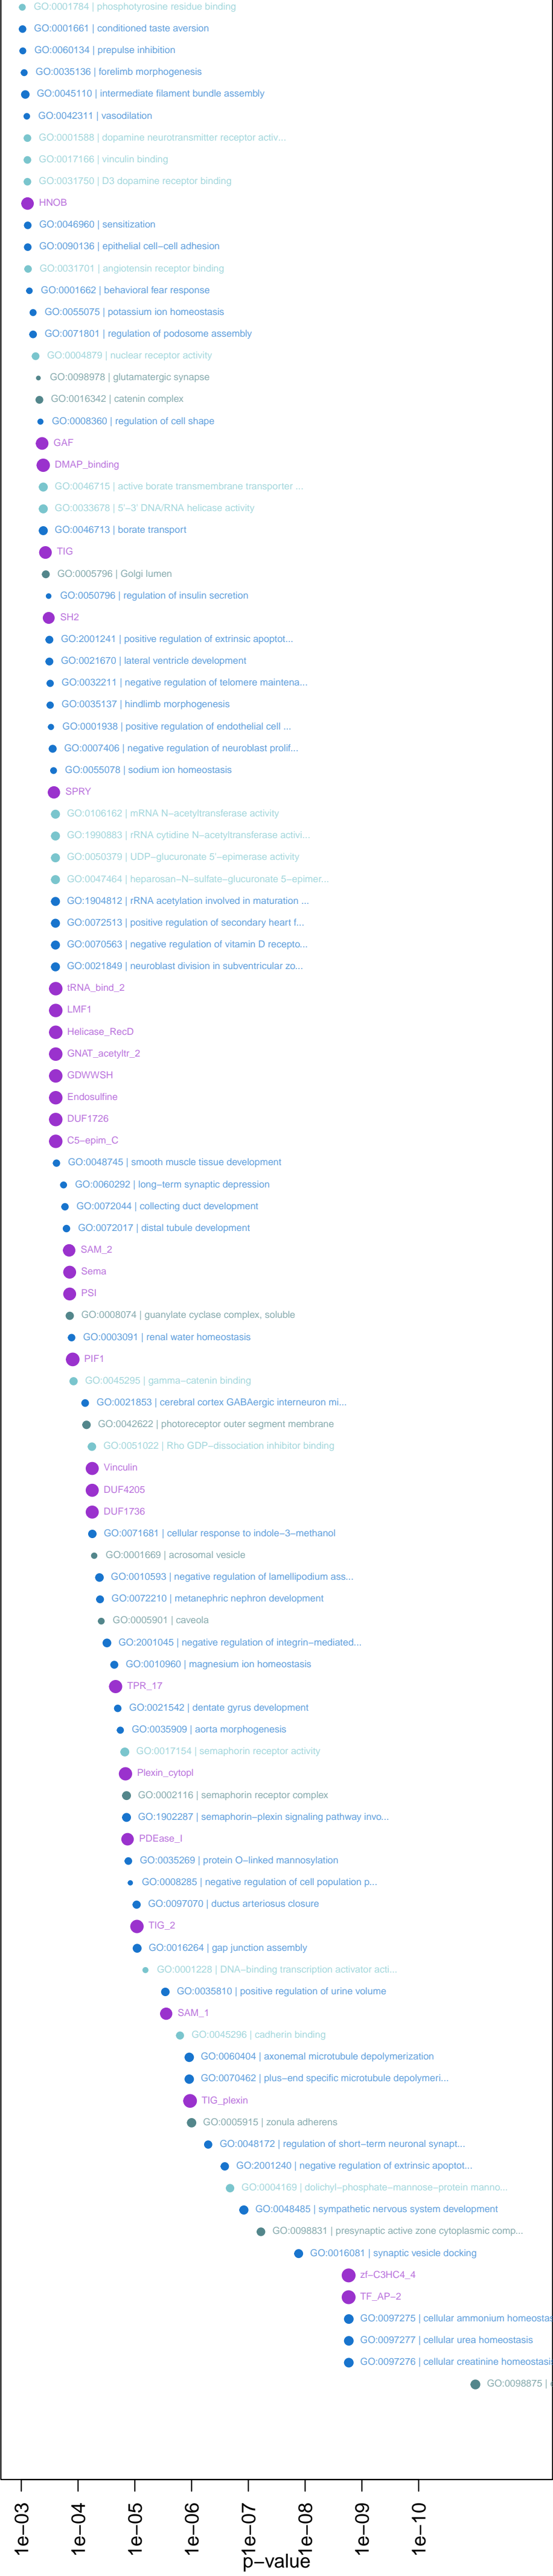 GO:0001784 | phosphotyrosine residue binding
GO:0001661 | conditioned taste aversion
GO:0060134 | prepulse inhibition
GO:0035136 | forelimb morphogenesis
GO:0045110 | intermediate filament bundle assembly
GO:0042311 | vasodilation
GO:0001588 | dopamine neurotransmitter receptor activ...
GO:0017166 | vinculin binding
GO:0031750 | D3 dopamine receptor binding
HNOB
GO:0046960 | sensitization
GO:0090136 | epithelial cell−cell adhesion
GO:0031701 | angiotensin receptor binding
GO:0001662 | behavioral fear response
GO:0055075 | potassium ion homeostasis
GO:0071801 | regulation of podosome assembly
GO:0004879 | nuclear receptor activity
GO:0098978 | glutamatergic synapse
GO:0016342 | catenin complex
GO:0008360 | regulation of cell shape
GAF
DMAP_binding
GO:0046715 | active borate transmembrane transporter ...
GO:0033678 | 5'−3' DNA/RNA helicase activity
GO:0046713 | borate transport
TIG
GO:0005796 | Golgi lumen
GO:0050796 | regulation of insulin secretion
SH2
GO:2001241 | positive regulation of extrinsic apoptot...
GO:0021670 | lateral ventricle development
GO:0032211 | negative regulation of telomere maintena...
GO:0035137 | hindlimb morphogenesis
GO:0001938 | positive regulation of endothelial cell ...
GO:0007406 | negative regulation of neuroblast prolif...
GO:0055078 | sodium ion homeostasis
SPRY
GO:0106162 | mRNA N−acetyltransferase activity
GO:1990883 | rRNA cytidine N−acetyltransferase activi...
GO:0050379 | UDP−glucuronate 5'−epimerase activity
GO:0047464 | heparosan−N−sulfate−glucuronate 5−epimer...
GO:1904812 | rRNA acetylation involved in maturation ...
GO:0072513 | positive regulation of secondary heart f...
GO:0070563 | negative regulation of vitamin D recepto...
GO:0021849 | neuroblast division in subventricular zo...
tRNA_bind_2
LMF1
Helicase_RecD
GNAT_acetyltr_2
GDWWSH
Endosulfine
DUF1726
C5−epim_C
GO:0048745 | smooth muscle tissue development
GO:0060292 | long−term synaptic depression
GO:0072044 | collecting duct development
GO:0072017 | distal tubule development
SAM_2
Sema
PSI
GO:0008074 | guanylate cyclase complex, soluble
GO:0003091 | renal water homeostasis
PIF1
GO:0045295 | gamma−catenin binding
GO:0021853 | cerebral cortex GABAergic interneuron mi...
GO:0042622 | photoreceptor outer segment membrane
GO:0051022 | Rho GDP−dissociation inhibitor binding
Vinculin
DUF4205
DUF1736
GO:0071681 | cellular response to indole−3−methanol
GO:0001669 | acrosomal vesicle
GO:0010593 | negative regulation of lamellipodium ass...
GO:0072210 | metanephric nephron development
GO:0005901 | caveola
GO:2001045 | negative regulation of integrin−mediated...
GO:0010960 | magnesium ion homeostasis
TPR_17
GO:0021542 | dentate gyrus development
GO:0035909 | aorta morphogenesis
GO:0017154 | semaphorin receptor activity
Plexin_cytopl
GO:0002116 | semaphorin receptor complex
GO:1902287 | semaphorin−plexin signaling pathway invo...
PDEase_I
GO:0035269 | protein O−linked mannosylation
GO:0008285 | negative regulation of cell population p...
GO:0097070 | ductus arteriosus closure
TIG_2
GO:0016264 | gap junction assembly
GO:0001228 | DNA−binding transcription activator acti...
GO:0035810 | positive regulation of urine volume
SAM_1
GO:0045296 | cadherin binding
GO:0060404 | axonemal microtubule depolymerization
GO:0070462 | plus−end specific microtubule depolymeri...
TIG_plexin
GO:0005915 | zonula adherens
GO:0048172 | regulation of short−term neuronal synapt...
GO:2001240 | negative regulation of extrinsic apoptot...
GO:0004169 | dolichyl−phosphate−mannose−protein manno...
GO:0048485 | sympathetic nervous system development
GO:0098831 | presynaptic active zone cytoplasmic comp...
GO:0016081 | synaptic vesicle docking
zf−C3HC4_4
TF_AP−2
GO:0097275 | cellular ammonium homeostas
GO:0097277 | cellular urea homeostasis
GO:0097276 | cellular creatinine homeostasis
GO:0098875 |
1e−03 1e−04 1e−05 1e−06 1e−07 1e−08 1e−09 1e−10
p−value